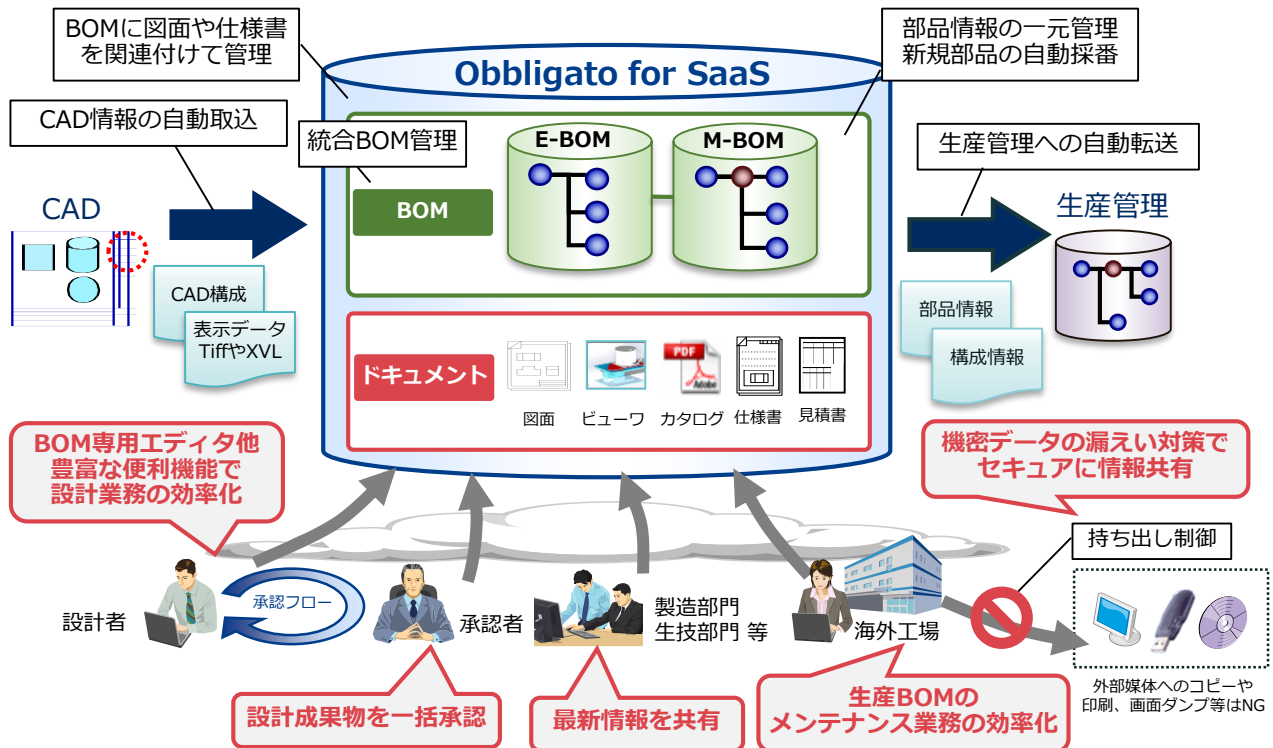 BOMに図面や仕様書
を関連付けて管理
部品情報の一元管理
新規部品の自動採番
Obbligato for SaaS
CAD情報の自動取込
統合BOM管理
E-BOM
M-BOM
生産管理への自動転送
BOM
CAD
生産管理
CAD構成
表示データ
TiffやXVL
部品情報
構成情報
ドキュメント
PDF
Adobe
図面
ビューワ
カタログ
仕様書
見積書
BOM専用エディタ他
豊富な便利機能で
設計業務の効率化
機密データの漏えい対策で
セキュアに情報共有
持ち出し制御
設計者
承認フロー
承認者
製造部門
生技部門 等
海外工場
外部媒体へのコピーや
印刷、画面ダンプ等はNG
設計成果物を一括承認
最新情報を共有
生産BOMの
メンテナンス業務の効率化